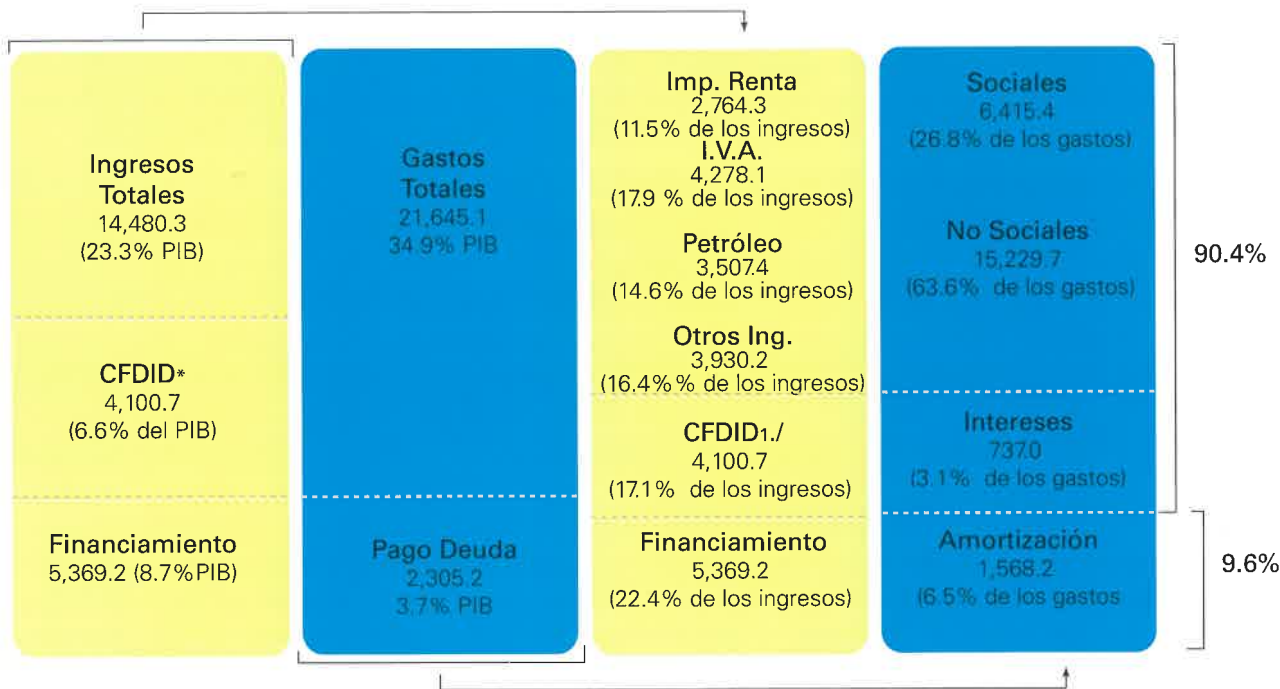 Ingresos
Totales
14,480.3
(23.3% PIB)
CFDID*
4,100.7
(6.6% del PIB)
Financiamiento
5,369.2 (8.7%PIB)
Gastos
Totales
21,645.1
34.9% PIB
Pago Deuda
2,305.2
3.7% PIB
Imp. Renta
2,764.3
(11.5% de los ingresos)
I.V.A.
4,278.1
(17.9 % de los ingresos)
Petróleo
3,507.4
(14.6% de los ingresos)
Otros Ing.
3,930.2
(16.4%% de los ingresos)
CFDID1./
4,100.7
(17.1% de los ingresos)
Financiamiento
5,369.2
(22.4% de los ingresos)
Sociales
6,415.4
(26.8% de los gastos)
No Sociales
15,229.7
(63.6% de los gastos)
Intereses
737.0
(3.1% de los gastos)
Amortización
1,568.2
(6.5% de los gastos
90.4%
9.6%